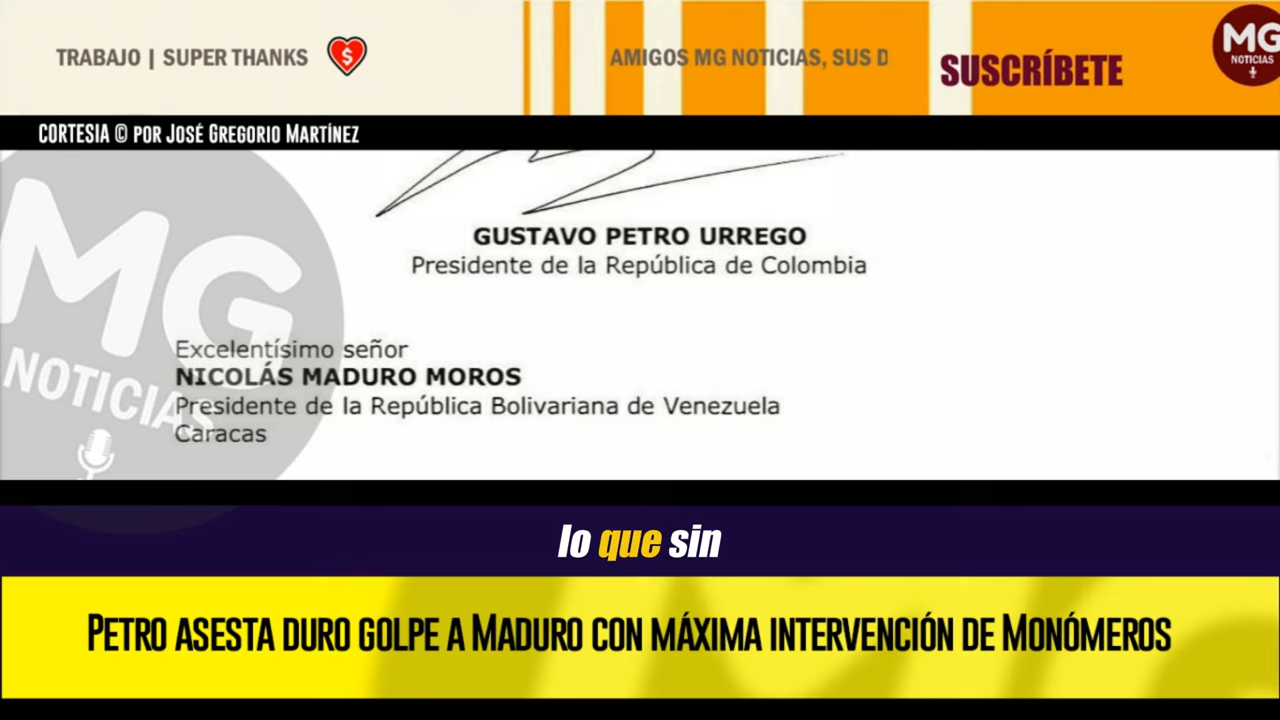 TRABAJO | SUPER THANKS
$
AMIGOS MG NOTICIAS, SUS D
SUSCRÍBETE
MG
NOTICIAS
CORTESIA © POR JOSÉ GREGORIO MARTÍNEZ
MG
NOTICIAS
GUSTAVO PETRO URREGO
Presidente de la República de Colombia
Excelentísimo señor
NICOLÁS MADURO MOROS
Presidente de la República Bolivariana de Venezuela
Caracas
lo que sin
PETRO ASESTA DURO GOLPE A MADURO CON MÁXIMA INTERVENCIÓN DE MONÓMEROS